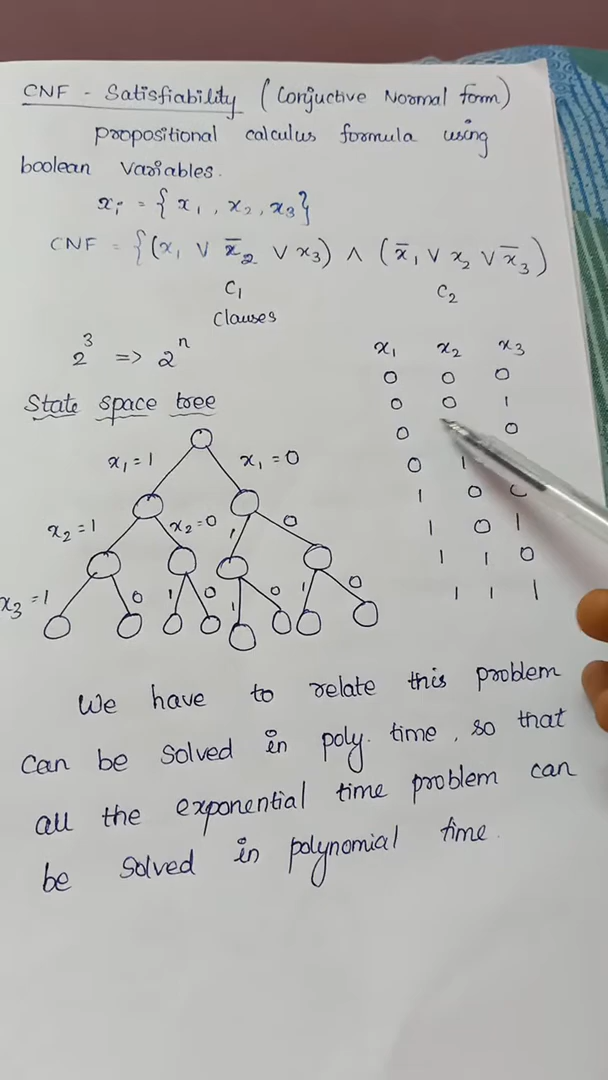 CNF - Satisfiability (Conjuctive Normal form)
propositional calculus formula using
boolean variables.
xᵢ = { x₁ , x₂ , x₃}
CNF = {(x₁ ∨ x̅₂ ∨ x₃) ∧ (x̅₁ ∨ x₂ ∨ x̅₃)
C₁ C₂
Clauses
2³ => 2ⁿ
x₁ x₂ x₃
0 0 0
0 0 1
0 0
0 1
1 0
1 0 1
1 1 0
1 1 1
State space tree
x₁ = 1 x₁ = 0
x₂ = 1 x₂ = 0 1 0
x₃ = 1 0 1 0 1 0 1 0
We have to relate this problem
can be solved in poly. time, so that
all the exponential time problem can
be solved in polynomial time.